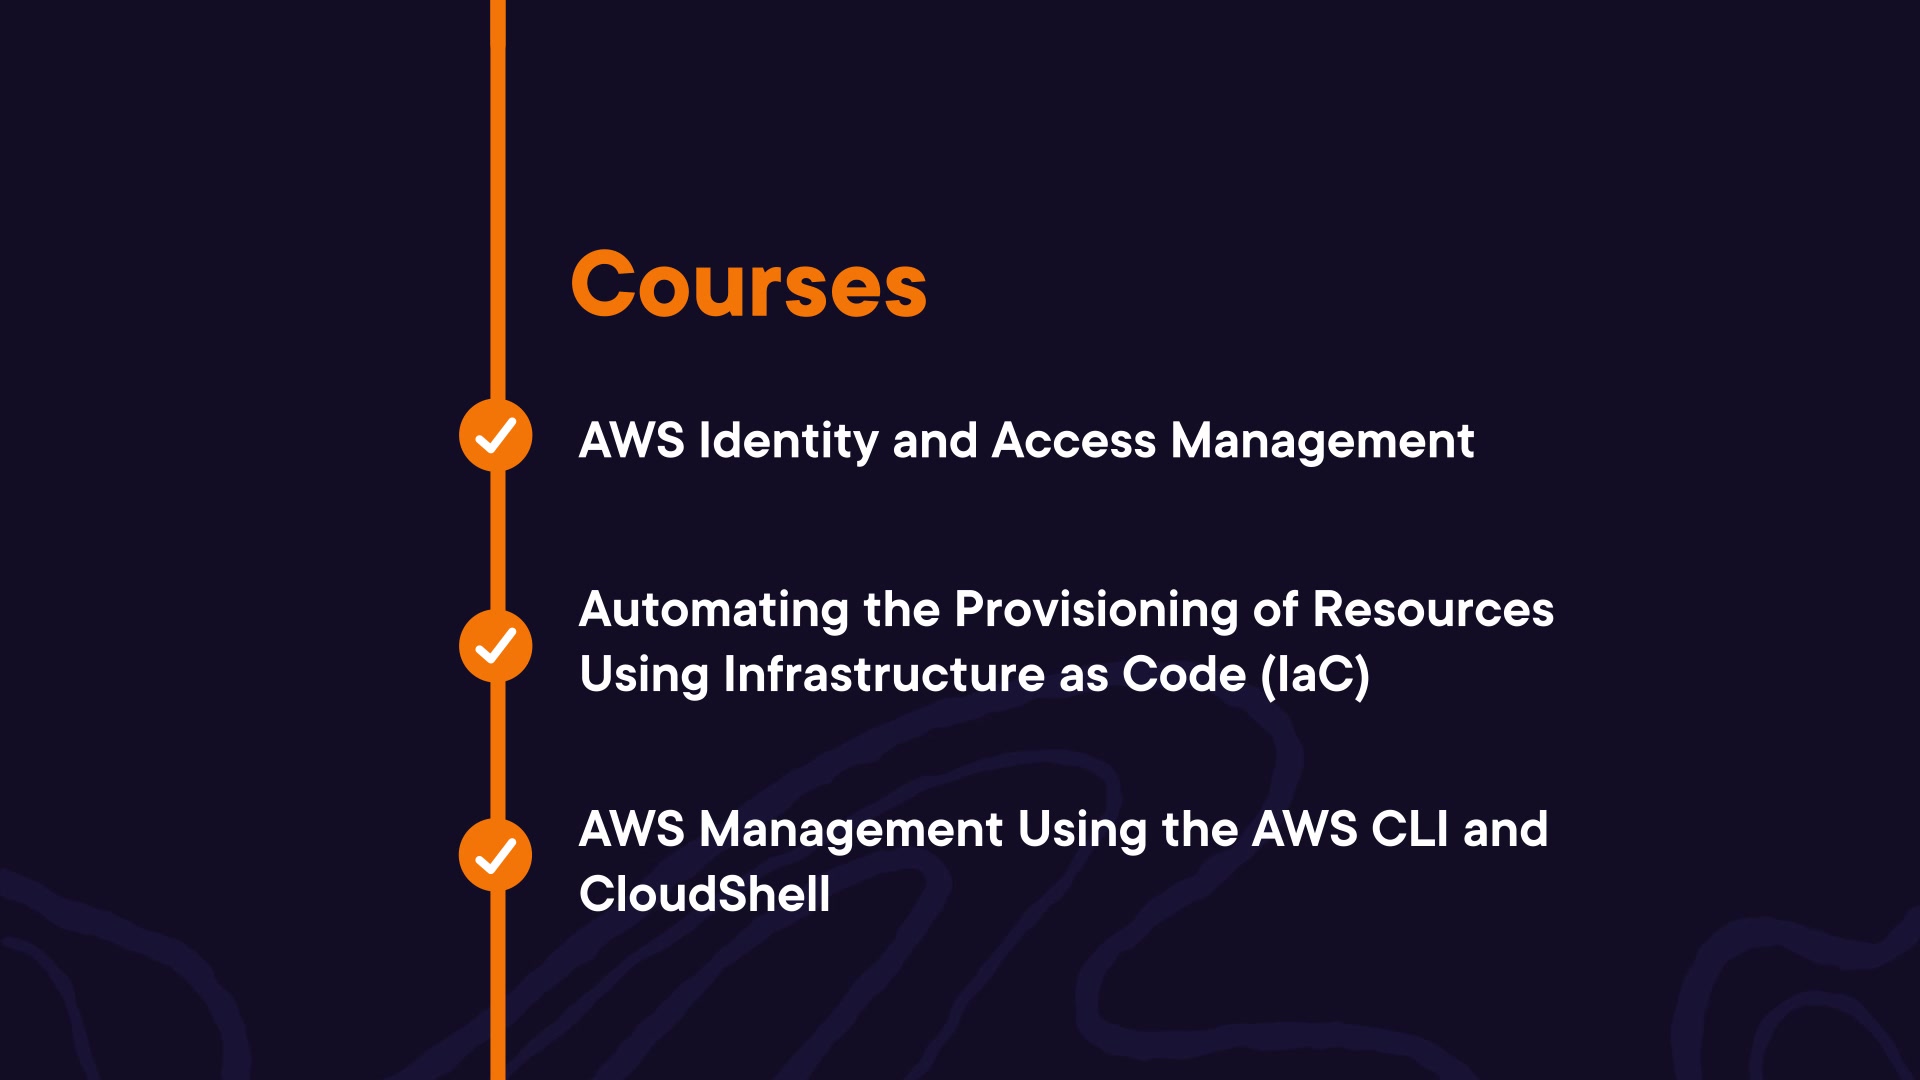 Courses
AWS Identity and Access Management
Automating the Provisioning of Resources
Using Infrastructure as Code (IaC)
AWS Management Using the AWS CLI and
CloudShell